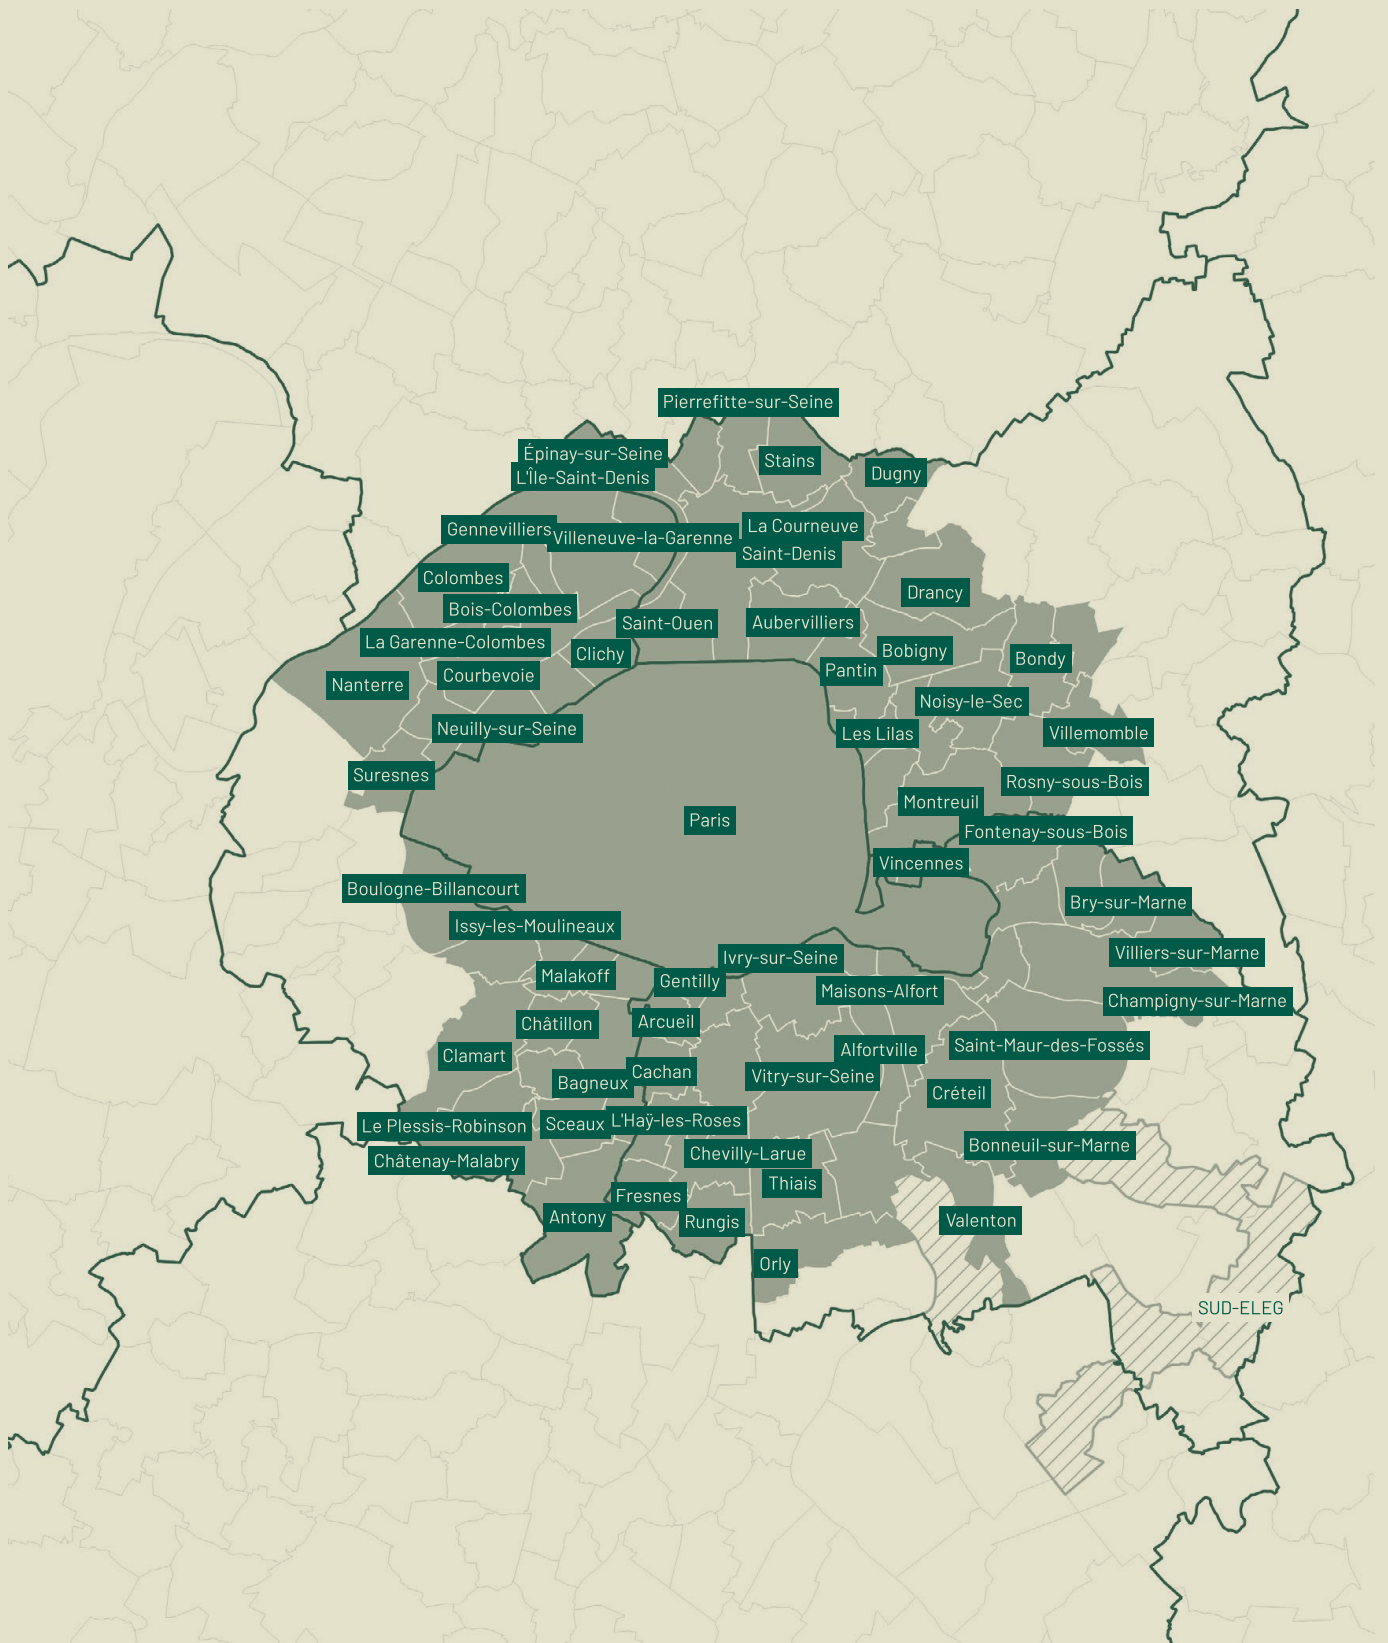 Pierrefitte-sur-Seine
Épinay-sur-Seine
Stains
L'Île-Saint-Denis
Dugny
Gennevilliers
Villeneuve-la-Garenne
La Courneuve
Saint-Denis
Colombes
Drancy
Bois-Colombes
Saint-Ouen
Aubervilliers
La Garenne-Colombes
Clichy
Bobigny
Bondy
Pantin
Courbevoie
Nanterre
Noisy-le-Sec
Neuilly-sur-Seine
Les Lilas
Villemomble
Suresnes
Rosny-sous-Bois
Montreuil
Paris
Fontenay-sous-Bois
Vincennes
Boulogne-Billancourt
Bry-sur-Marne
Issy-les-Moulineaux
Villiers-sur-Marne
Ivry-sur-Seine
Malakoff
Gentilly
Maisons-Alfort
Champigny-sur-Marne
Châtillon
Arcueil
Saint-Maur-des-Fossés
Alfortville
Clamart
Cachan
Vitry-sur-Seine
Bagneux
Créteil
L'Haÿ-les-Roses
Sceaux
Le Plessis-Robinson
Bonneuil-sur-Marne
Chevilly-Larue
Châtenay-Malabry
Thiais
Fresnes
Antony
Rungis
Valenton
Orly
SUD-ELEG